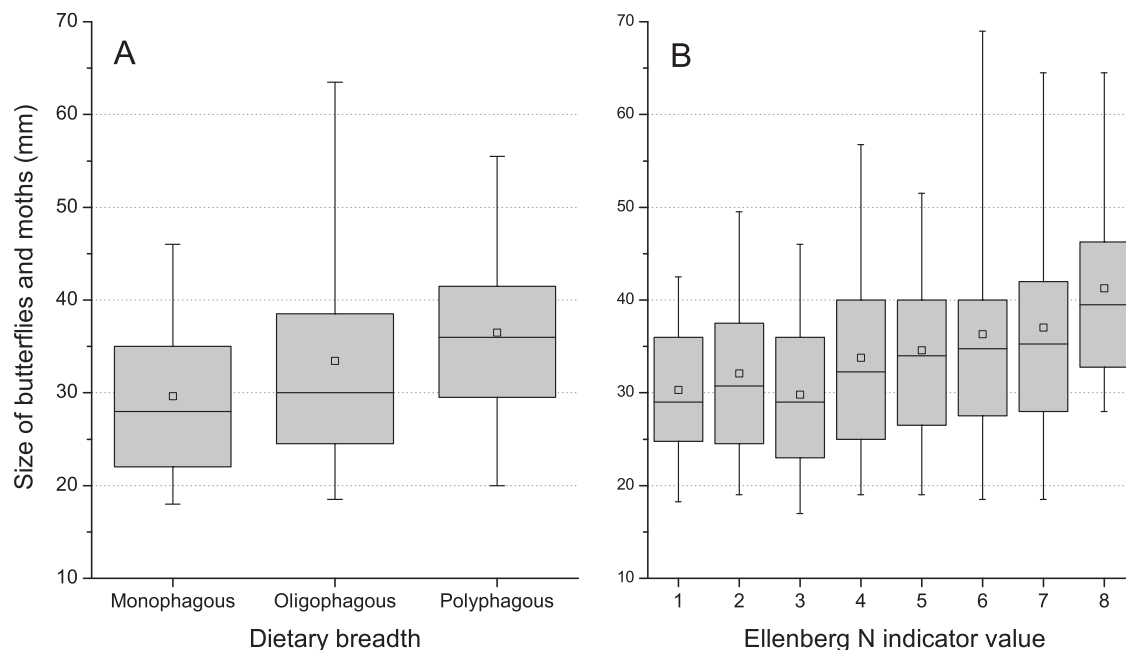 A
Size of butterflies and moths (mm)
70
60
50
40
30
20
10
Monophagous Oligophagous Polyphagous
Dietary breadth
B
70
60
50
40
30
20
10
1 2 3 4 5 6 7 8
Ellenberg N indicator value